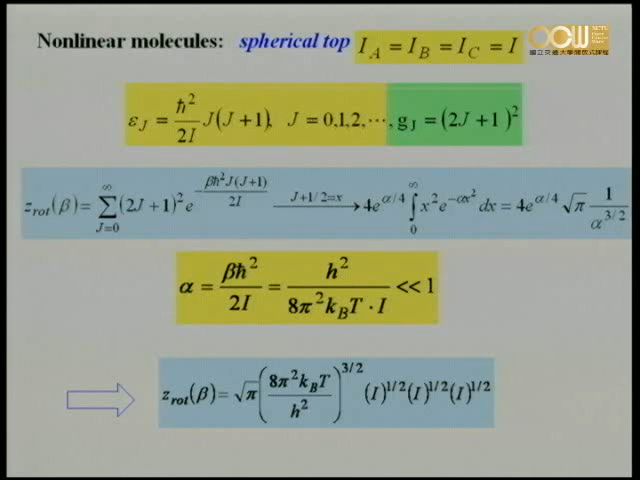 Nonlinear molecules: spherical top I_A = I_B = I_C = I
OCW
國立交通大學開放式課程
ε_J = ħ²/2I J(J+1), J = 0,1,2,⋯, g_J = (2J+1)²
z_rot(β) = ∑_{J=0}^{∞} (2J+1)² e^{-βħ²J(J+1)/2I} —J+1/2=x→ 4e^{α/4} ∫_0^∞ x² e^{-αx²} dx = 4e^{α/4} √π 1/α^{3/2}
α = βħ²/2I = h²/8π²k_BT·I << 1
z_rot(β) = √π (8π²k_BT/h²)^{3/2} (I)^{1/2} (I)^{1/2} (I)^{1/2}